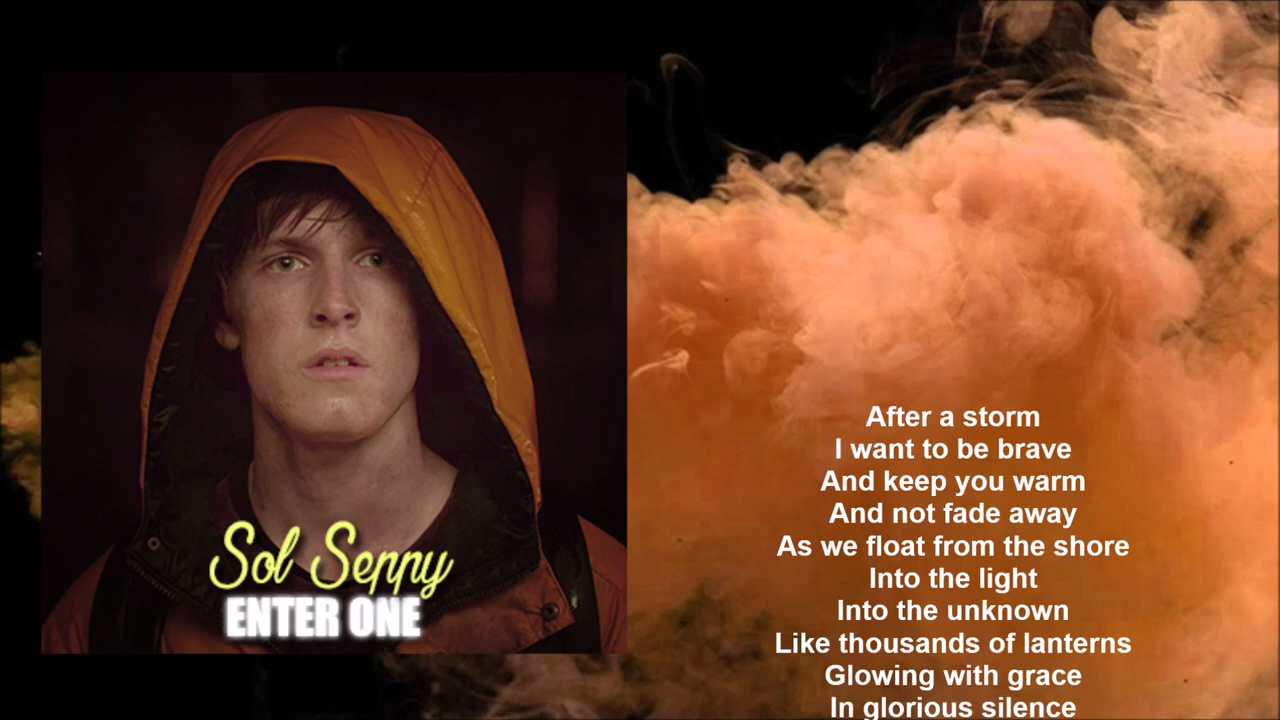 Sol Seppy
ENTER ONE
After a storm
I want to be brave
And keep you warm
And not fade away
As we float from the shore
Into the light
Into the unknown
Like thousands of lanterns
Glowing with grace
In glorious silence